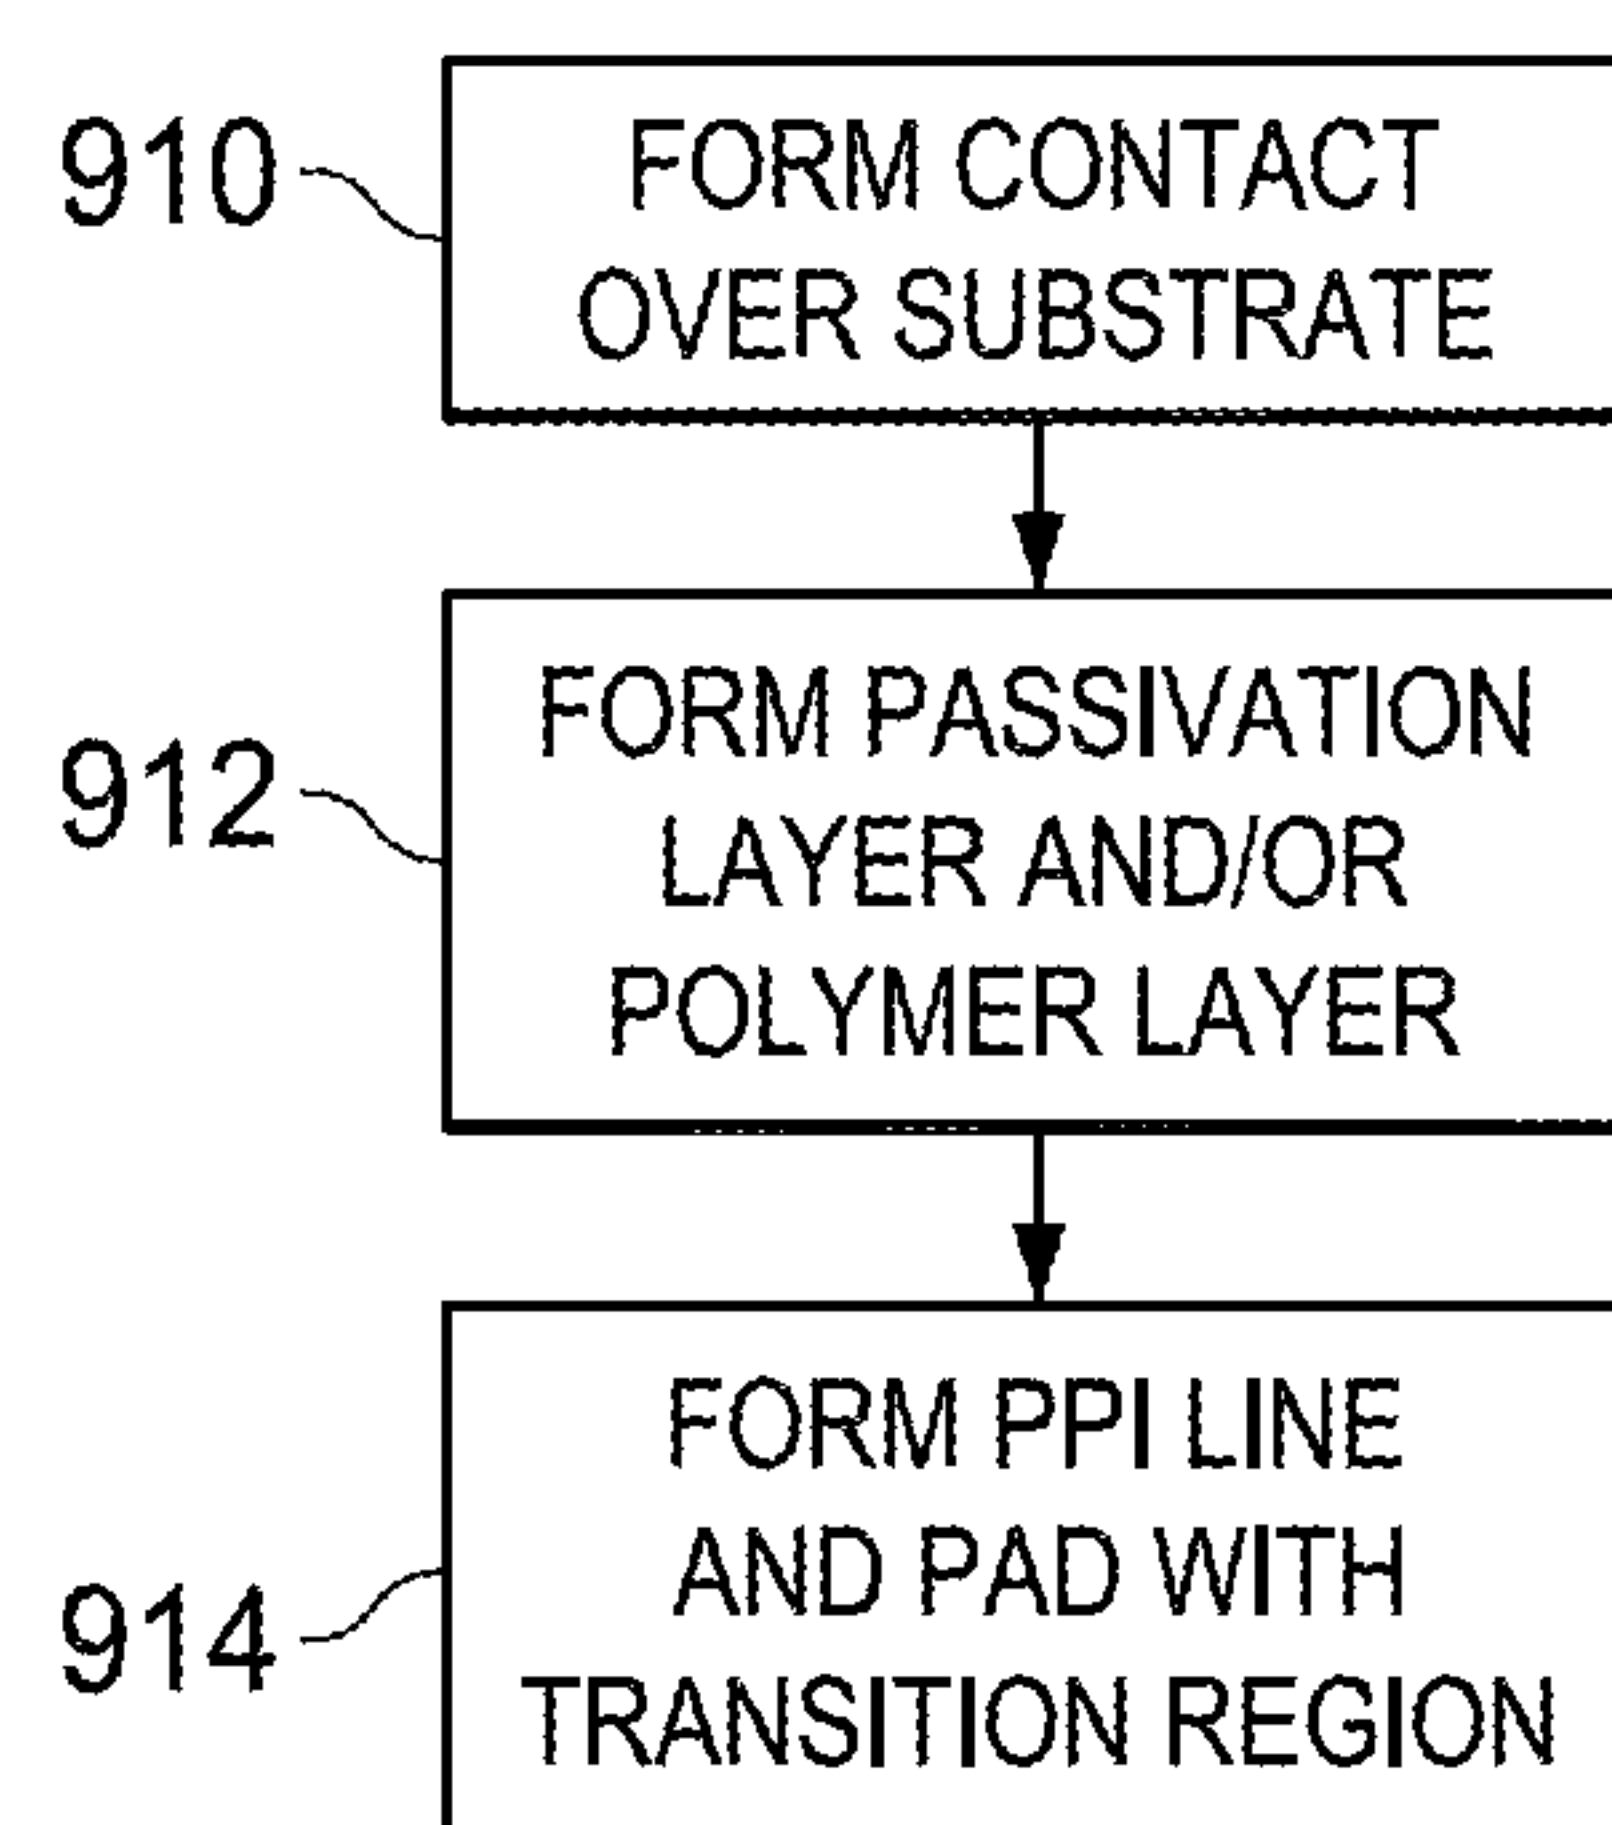 910
FORM CONTACT
OVER SUBSTRATE
912
FORM PASSIVATION
LAYER AND/OR
POLYMER LAYER
914
FORM PPI LINE
AND PAD WITH
TRANSITION REGION